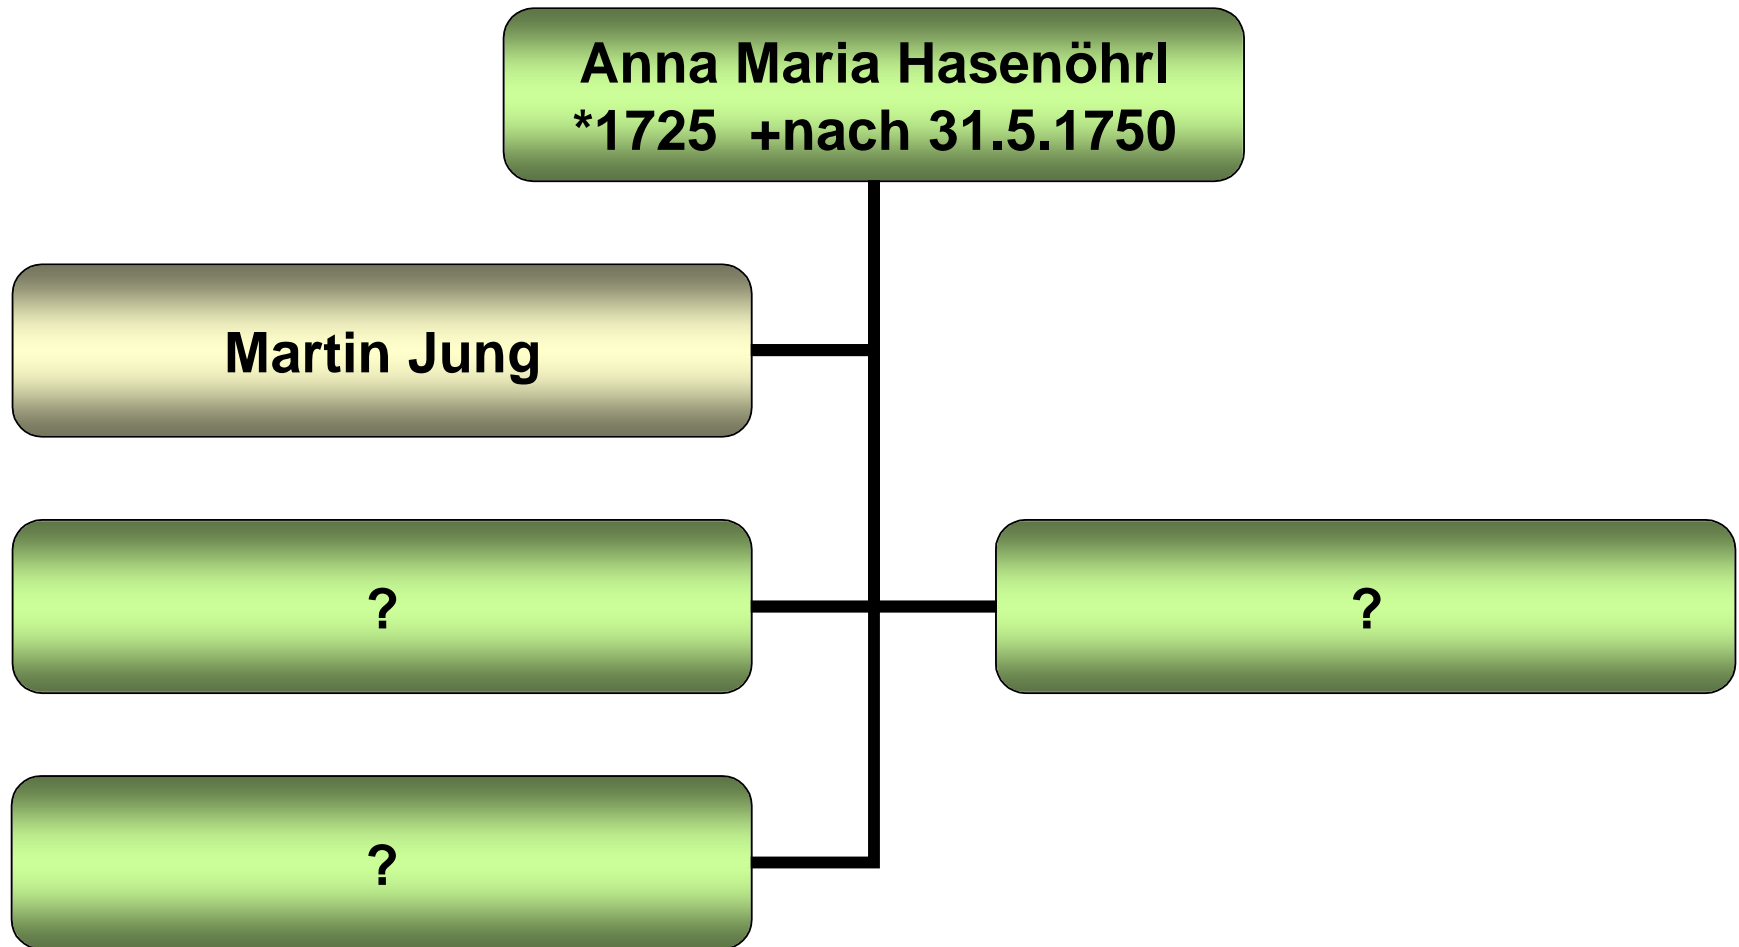 Anna Maria Hasenöhrl
*1725 +nach 31.5.1750
Martin Jung
?
?
?